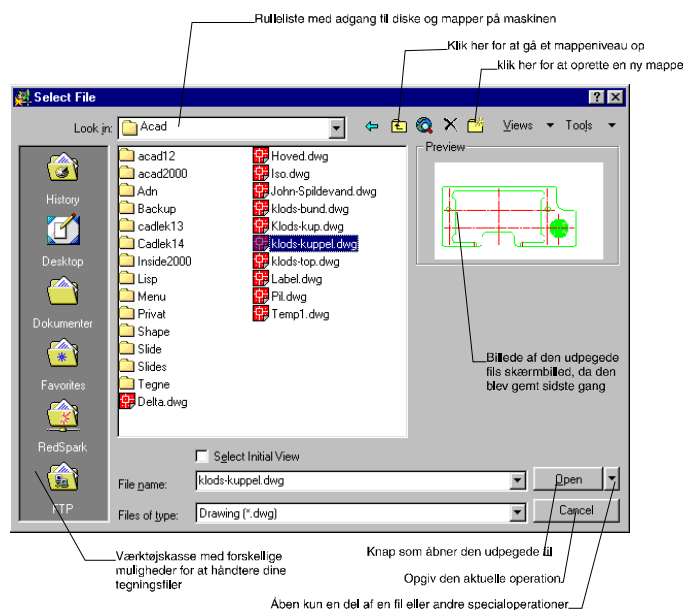 Rulleliste med adgang til diske og mapper på maskinen
Klik her for at gå et mappeniveau op
klik her for at oprette en ny mappe
Select File
Look in:
Acad
Views
Tools
History
Desktop
Dokumenter
Favorites
RedSpark
FTP
acad12
acad2000
Adn
Backup
cadlek13
Cadlek14
Inside2000
Lisp
Menu
Privat
Shape
Slide
Slides
Tegne
Delta.dwg
Hoved.dwg
Iso.dwg
John-Spildevand.dwg
klods-bund.dwg
Klods-kup.dwg
klods-kuppel.dwg
klods-top.dwg
Label.dwg
Pil.dwg
Temp1.dwg
Preview
Billede af den udpegede
fils skærmbilled, da den
blev gemt sidste gang
Select Initial View
File name:
klods-kuppel.dwg
Open
Files of type:
Drawing (*.dwg)
Cancel
Værktøjskasse med forskellige
muligheder for at håndtere dine
tegningsfiler
Knap som åbner den udpegede fil
Opgiv den aktuelle operation
Åben kun en del af en fil eller andre specialoperationer